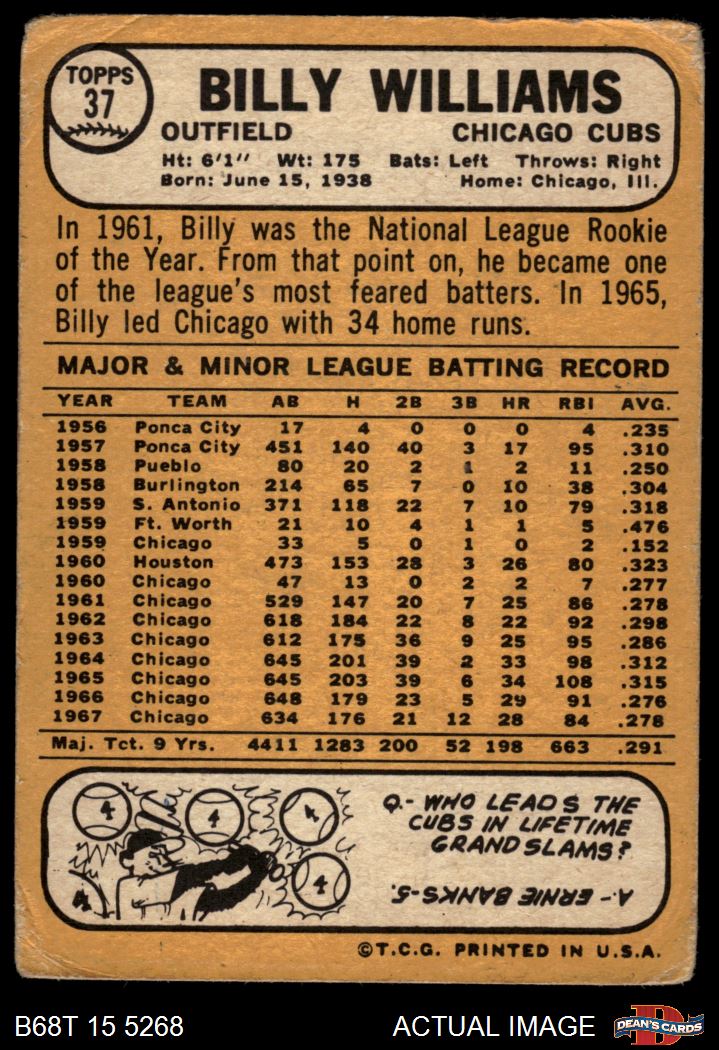 TOPPS
37
BILLY WILLIAMS
OUTFIELD CHICAGO CUBS
Ht: 6'1" Wt: 175 Bats: Left Throws: Right
Born: June 15, 1938 Home: Chicago, Ill.
In 1961, Billy was the National League Rookie
of the Year. From that point on, he became one
of the league's most feared batters. In 1965,
Billy led Chicago with 34 home runs.
MAJOR & MINOR LEAGUE BATTING RECORD
YEAR TEAM AB H 2B 3B HR RBI AVG.
1956 Ponca City 17 4 0 0 0 4 .235
1957 Ponca City 451 140 40 3 17 95 .310
1958 Pueblo 80 20 2 1 2 11 .250
1958 Burlington 214 65 7 0 10 38 .304
1959 S. Antonio 371 118 22 7 10 79 .318
1959 Ft. Worth 21 10 4 1 1 5 .476
1959 Chicago 33 5 0 1 0 2 .152
1960 Houston 473 153 28 3 26 80 .323
1960 Chicago 47 13 0 2 2 7 .277
1961 Chicago 529 147 20 7 25 86 .278
1962 Chicago 618 184 22 8 22 92 .298
1963 Chicago 612 175 36 9 25 95 .286
1964 Chicago 645 201 39 2 33 98 .312
1965 Chicago 645 203 39 6 34 108 .315
1966 Chicago 648 179 23 5 29 91 .276
1967 Chicago 634 176 21 12 28 84 .278
Maj. Tct. 9 Yrs. 4411 1283 200 52 198 663 .291
4 4 4 4 4
Q.- WHO LEADS THE
CUBS IN LIFETIME
GRAND SLAMS?
A.- ERNIE BANKS-5.
©T.C.G. PRINTED IN U.S.A.
B68T 15 5268 ACTUAL IMAGE D DEAN'S CARDS